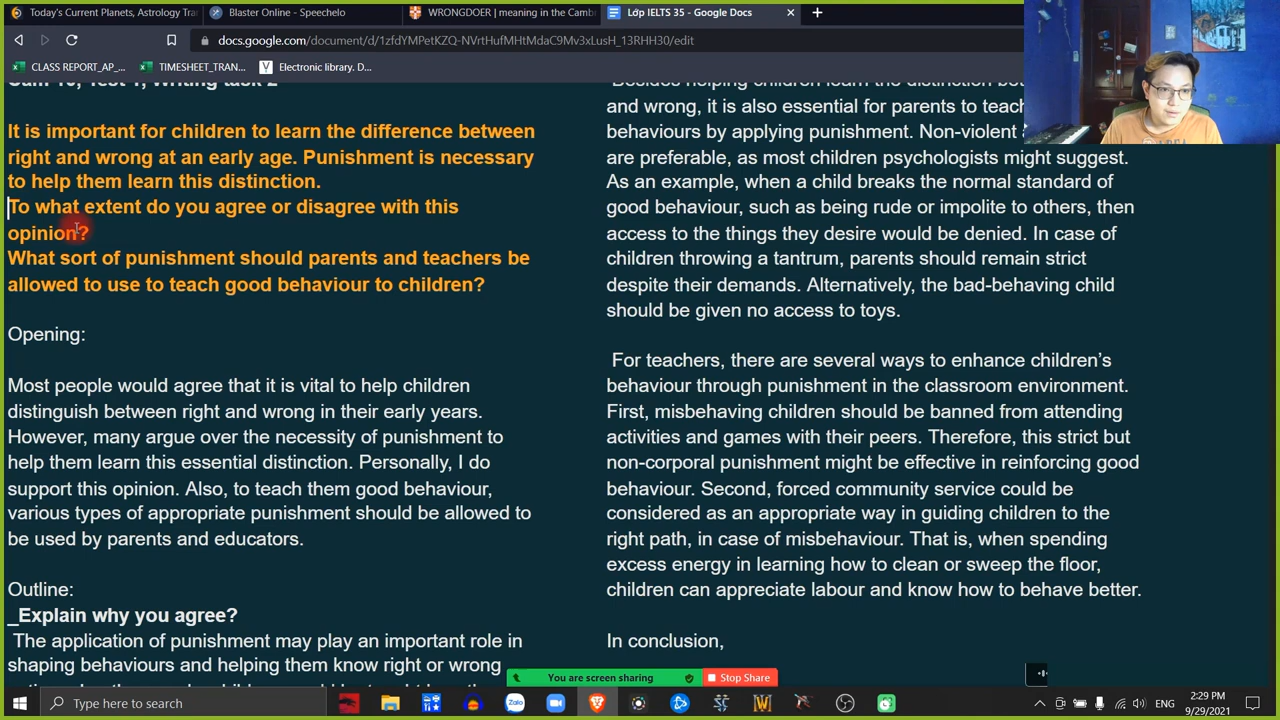 Today's Current Planets, Astrology Tra
Blaster Online - Speechelo
WRONGDOER | meaning in the Camb
Lớp IELTS 35 - Google Docs
docs.google.com/document/d/1zfdYMPetKZQ-NVrtHufMHtMdaC9Mv3xLusH_13RHH30/edit
CLASS REPORT_AP_...
TIMESHEET_TRAN...
Electronic library. D...
It is important for children to learn the difference between
right and wrong at an early age. Punishment is necessary
to help them learn this distinction.
To what extent do you agree or disagree with this
opinion?
What sort of punishment should parents and teachers be
allowed to use to teach good behaviour to children?
Opening:
Most people would agree that it is vital to help children
distinguish between right and wrong in their early years.
However, many argue over the necessity of punishment to
help them learn this essential distinction. Personally, I do
support this opinion. Also, to teach them good behaviour,
various types of appropriate punishment should be allowed to
be used by parents and educators.
Outline:
_Explain why you agree?
The application of punishment may play an important role in
shaping behaviours and helping them know right or wrong
Besides helping children learn the distinction
and wrong, it is also essential for parents to teach
behaviours by applying punishment. Non-violent
are preferable, as most children psychologists might suggest.
As an example, when a child breaks the normal standard of
good behaviour, such as being rude or impolite to others, then
access to the things they desire would be denied. In case of
children throwing a tantrum, parents should remain strict
despite their demands. Alternatively, the bad-behaving child
should be given no access to toys.
For teachers, there are several ways to enhance children's
behaviour through punishment in the classroom environment.
First, misbehaving children should be banned from attending
activities and games with their peers. Therefore, this strict but
non-corporal punishment might be effective in reinforcing good
behaviour. Second, forced community service could be
considered as an appropriate way in guiding children to the
right path, in case of misbehaviour. That is, when spending
excess energy in learning how to clean or sweep the floor,
children can appreciate labour and know how to behave better.
In conclusion,
You are screen sharing
Stop Share
Type here to search
Zalo
ENG
2:29 PM
9/29/2021